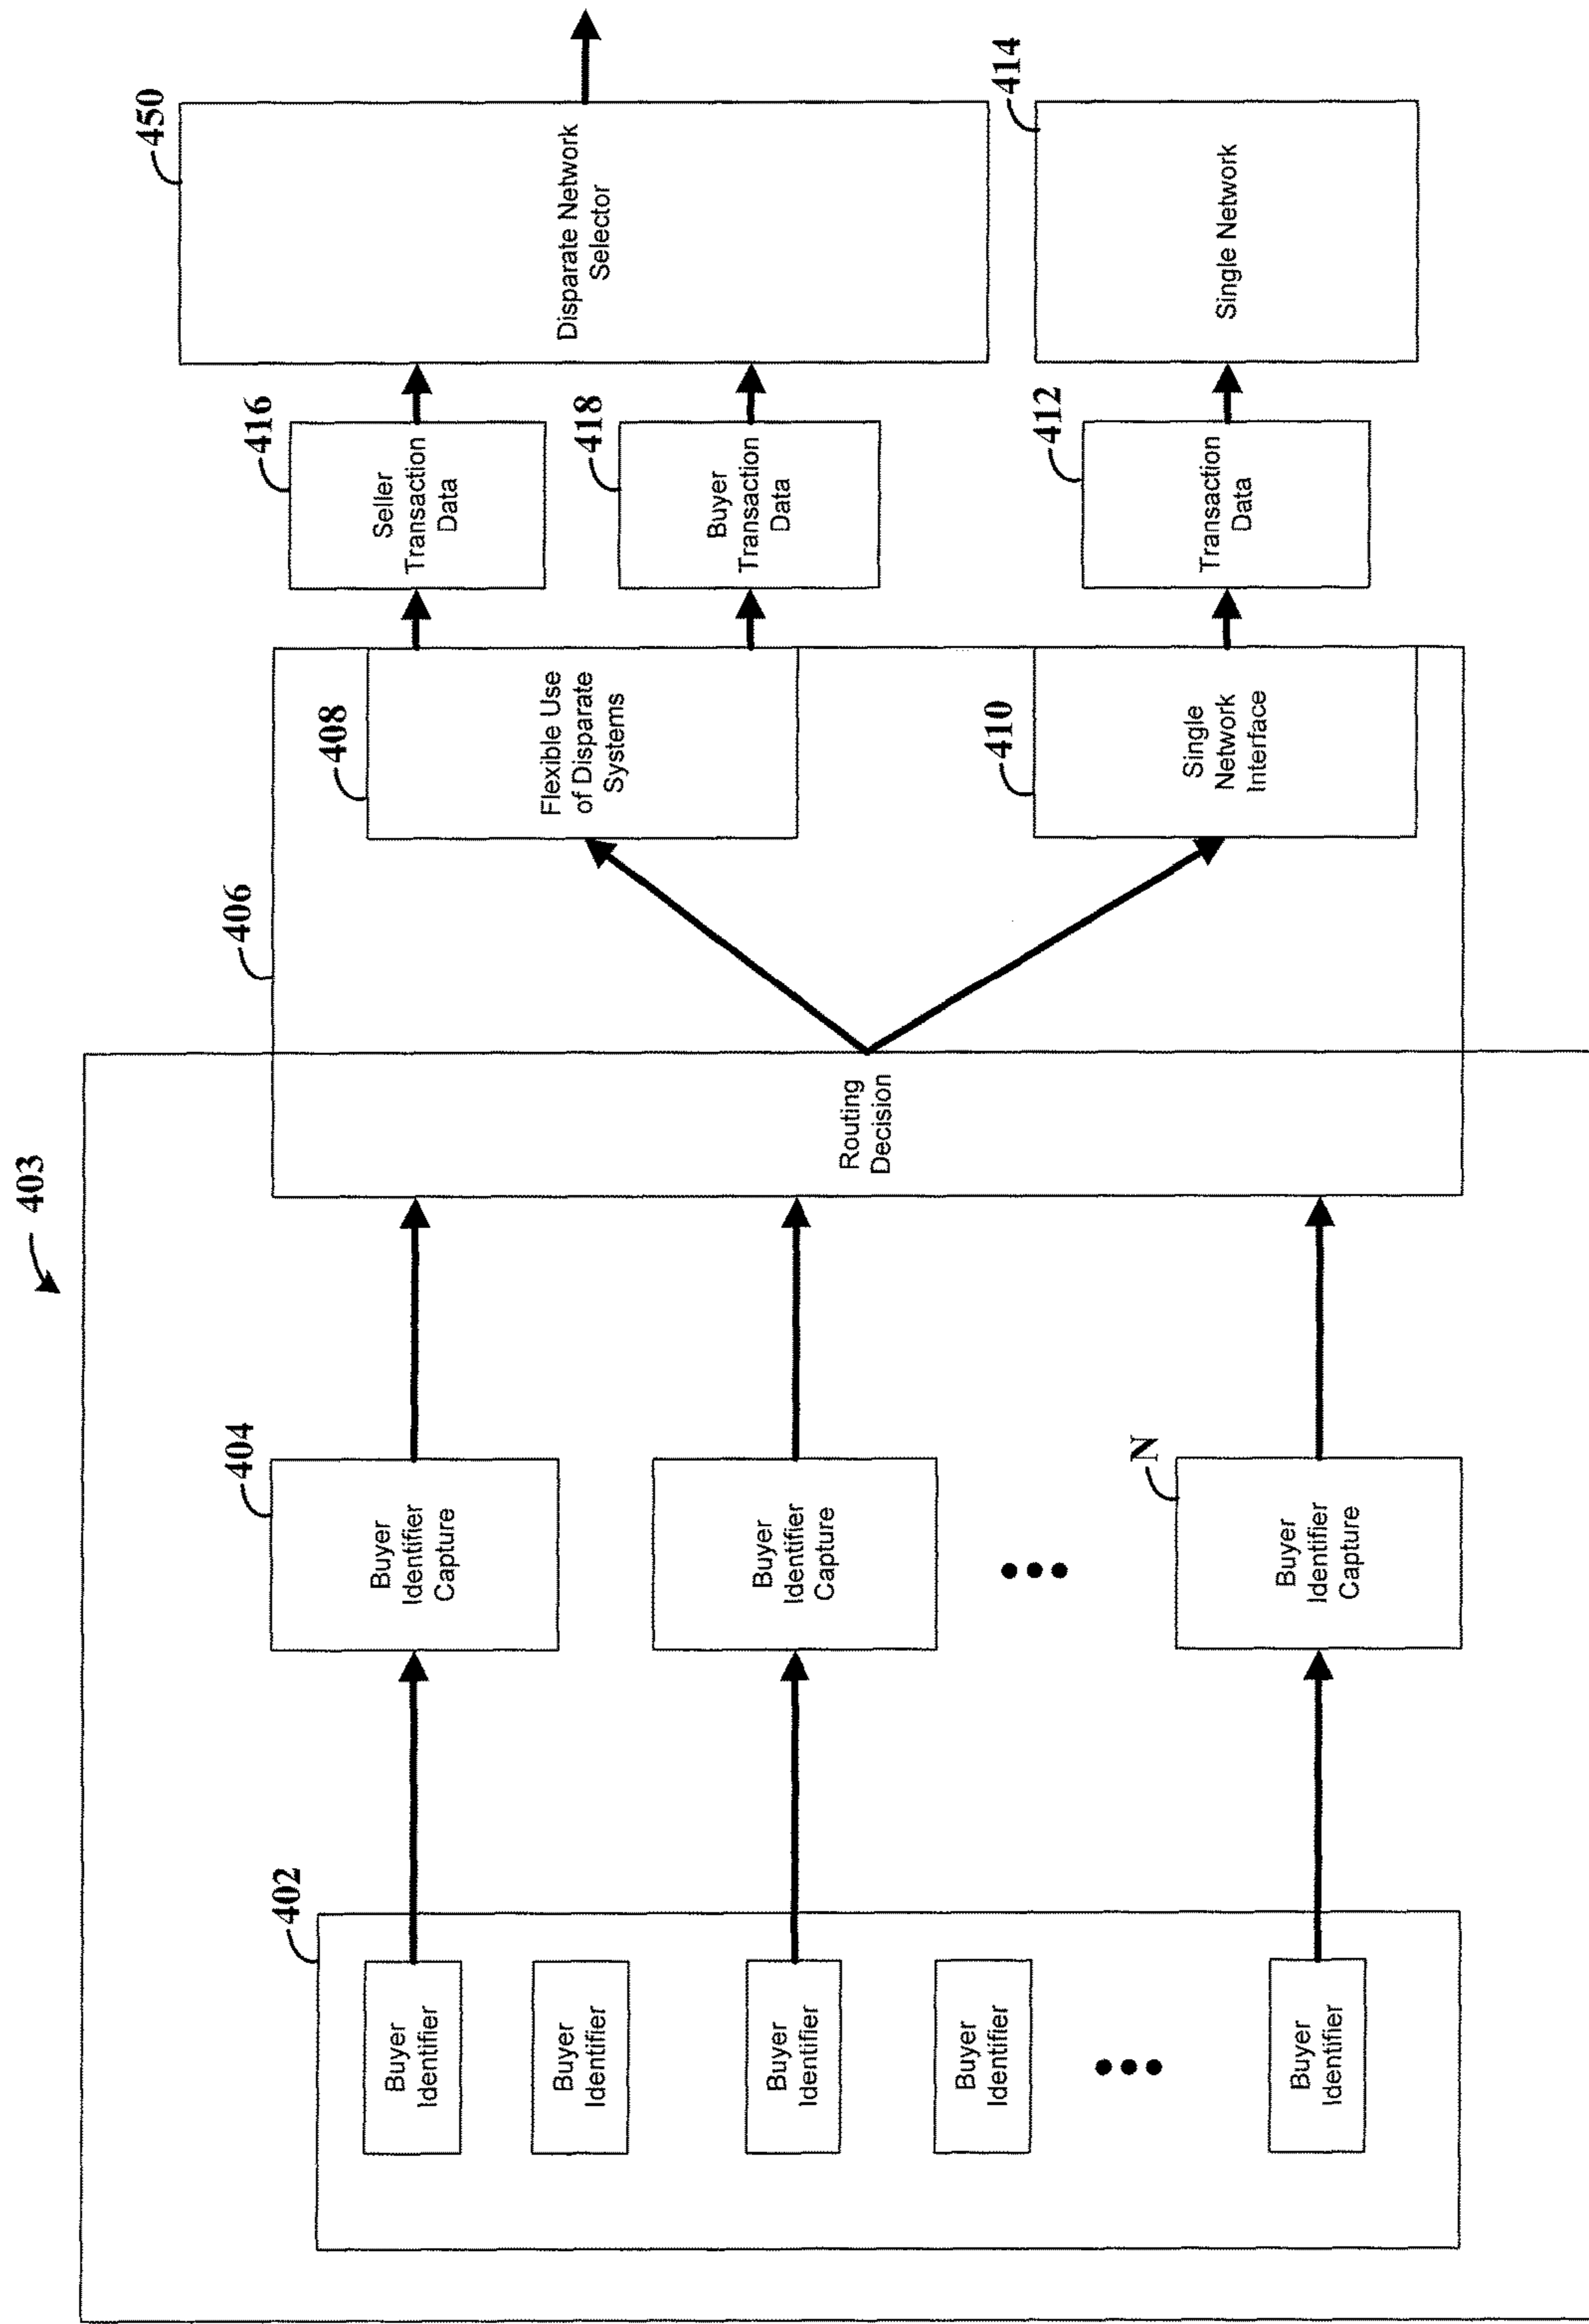 403
402
Buyer
Identifier
Buyer
Identifier
Buyer
Identifier
Buyer
Identifier
Buyer
Identifier
404
Buyer
Identifier
Capture
Buyer
Identifier
Capture
N
Buyer
Identifier
Capture
406
Routing
Decision
408
Flexible Use
of Disparate
Systems
410
Single
Network
Interface
416
Seller
Transaction
Data
418
Buyer
Transaction
Data
412
Transaction
Data
450
Disparate Network
Selector
414
Single Network